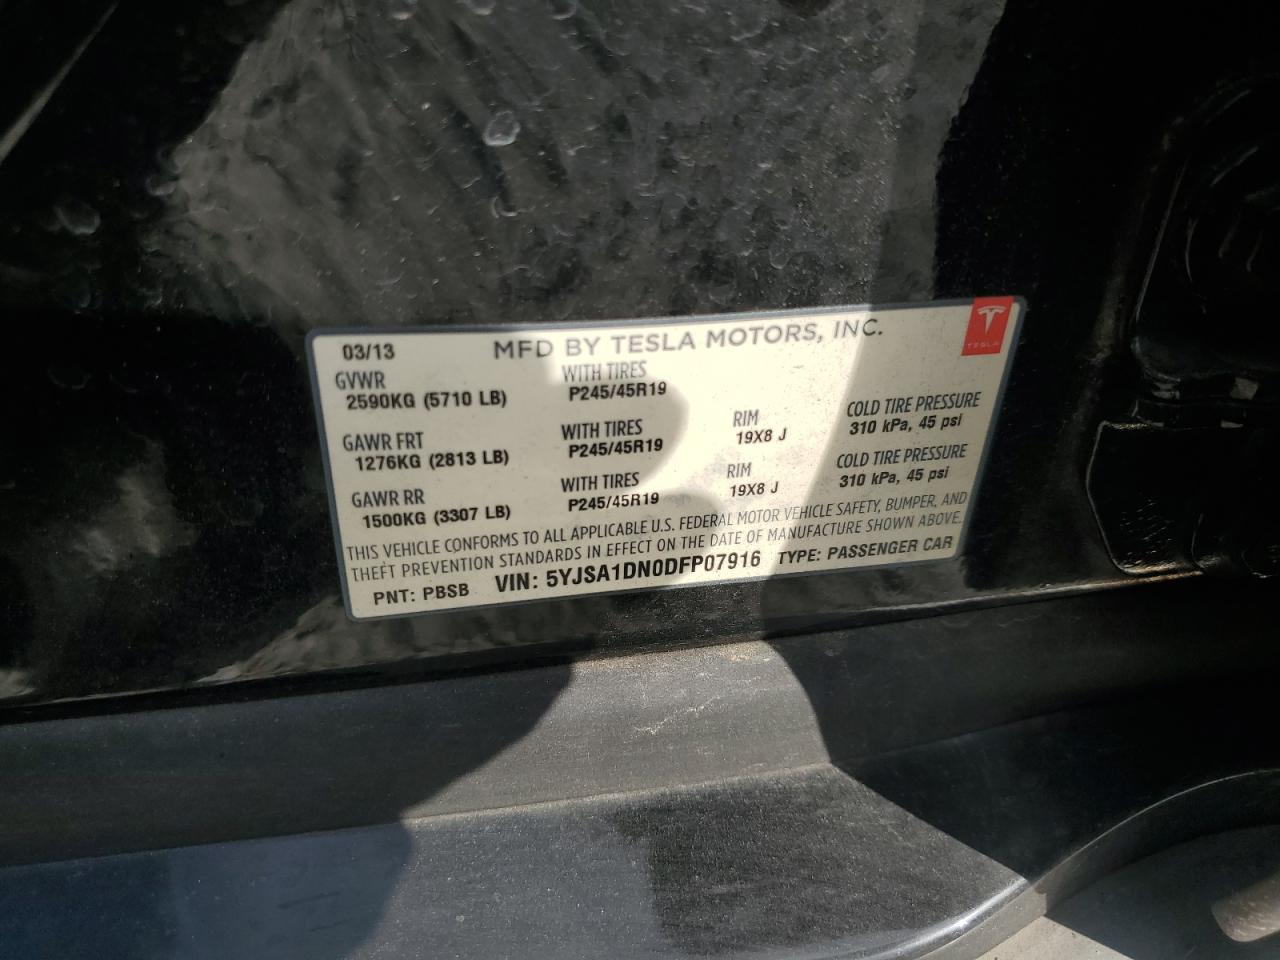 03/13 MFD BY TESLA MOTORS, INC.
TESLA
GVWR WITH TIRES
2590KG (5710 LB) P245/45R19
GAWR FRT WITH TIRES RIM COLD TIRE PRESSURE
1276KG (2813 LB) P245/45R19 19X8 J 310 kPa, 45 psi
GAWR RR WITH TIRES RIM COLD TIRE PRESSURE
1500KG (3307 LB) P245/45R19 19X8 J 310 kPa, 45 psi
THIS VEHICLE CONFORMS TO ALL APPLICABLE U.S. FEDERAL MOTOR VEHICLE SAFETY, BUMPER, AND
THEFT PREVENTION STANDARDS IN EFFECT ON THE DATE OF MANUFACTURE SHOWN ABOVE.
PNT: PBSB VIN: 5YJSA1DN0DFP07916 TYPE: PASSENGER CAR